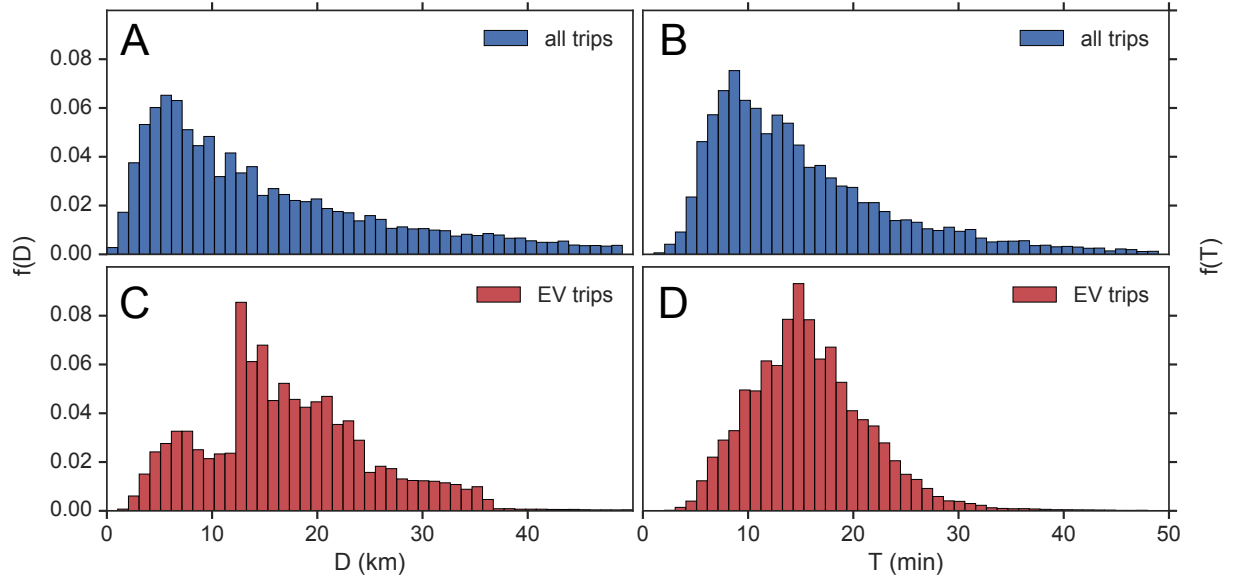 A
all trips
B
all trips
0.08
0.06
0.04
0.02
0.00
f(D)
f(T)
C
EV trips
D
EV trips
0.08
0.06
0.04
0.02
0.00
0 10 20 30 40
0 10 20 30 40 50
D (km)
T (min)